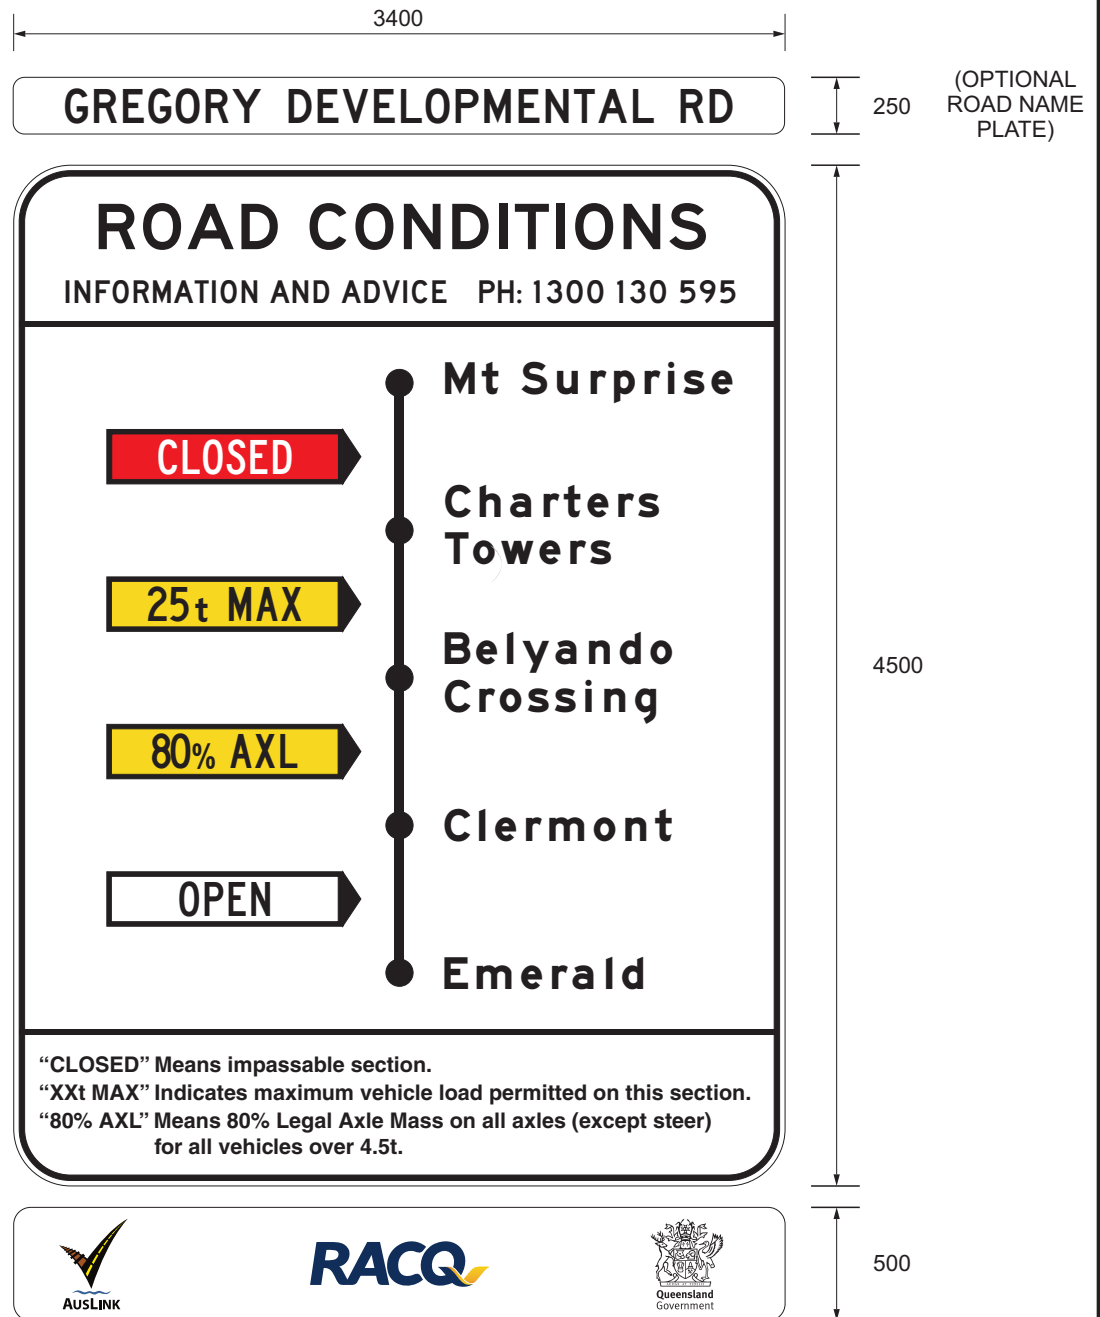 3400
GREGORY DEVELOPMENTAL RD
250
(OPTIONAL
ROAD NAME
PLATE)
ROAD CONDITIONS
INFORMATION AND ADVICE PH: 1300 130 595
Mt Surprise
CLOSED
Charters
Towers
25t MAX
Belyando
Crossing
4500
80% AXL
Clermont
OPEN
Emerald
“CLOSED” Means impassable section.
“XXt MAX” Indicates maximum vehicle load permitted on this section.
“80% AXL” Means 80% Legal Axle Mass on all axles (except steer)
for all vehicles over 4.5t.
AUSLINK
RACQ
Queensland
Government
500